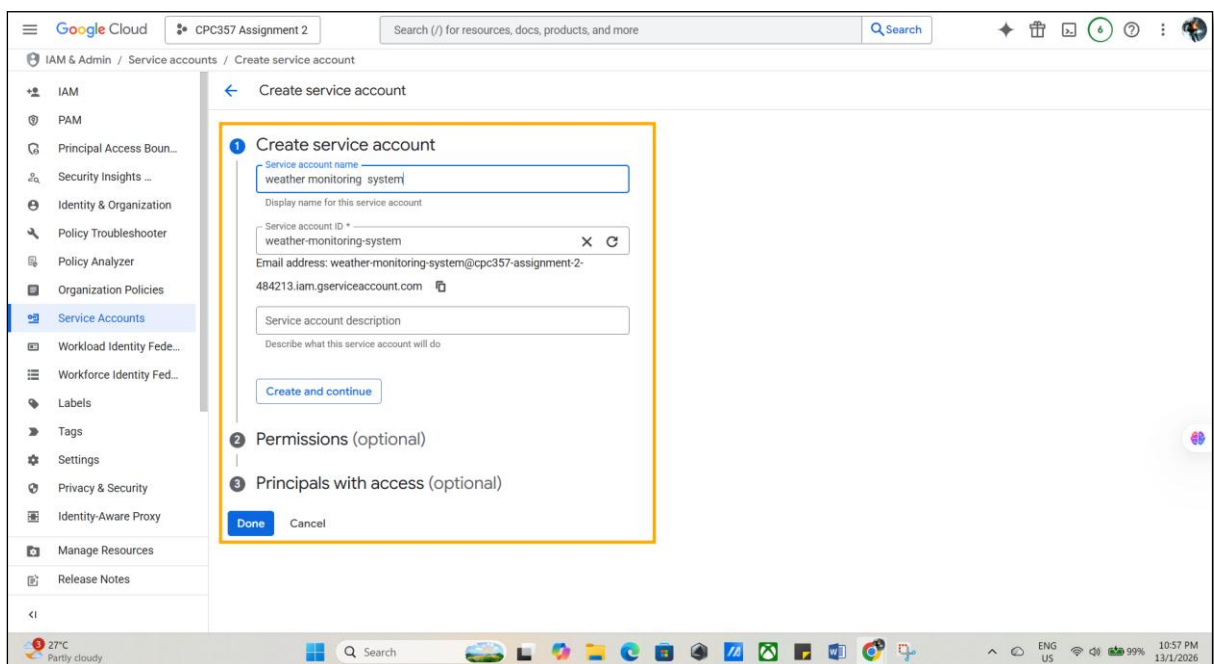 Google Cloud
CPC357 Assignment 2
Search (/) for resources, docs, products, and more
Search
6
IAM & Admin / Service accounts / Create service account
IAM
PAM
Principal Access Boun...
Security Insights ...
Identity & Organization
Policy Troubleshooter
Policy Analyzer
Organization Policies
Service Accounts
Workload Identity Fede...
Workforce Identity Fed...
Labels
Tags
Settings
Privacy & Security
Identity-Aware Proxy
Manage Resources
Release Notes
Create service account
1 Create service account
Service account name
weather monitoring  system
Display name for this service account
Service account ID *
weather-monitoring-system
Email address: weather-monitoring-system@cpc357-assignment-2-
484213.iam.gserviceaccount.com
Service account description
Describe what this service account will do
Create and continue
2 Permissions (optional)
3 Principals with access (optional)
Done Cancel
3
27°C
Partly cloudy
Search
ENG
US
99%
10:57 PM
13/1/2026